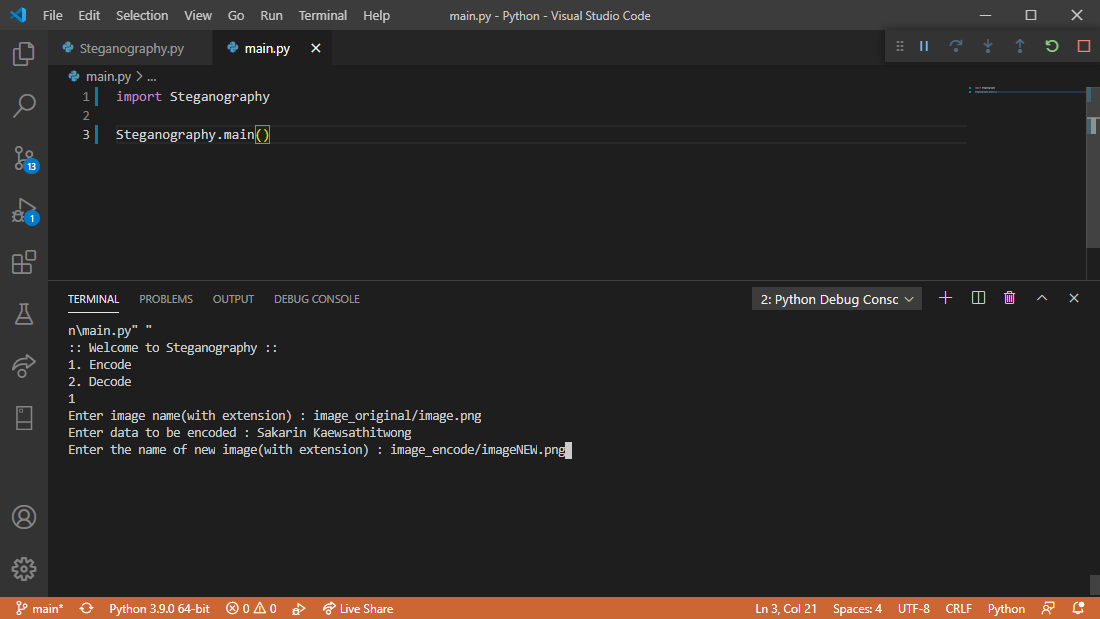 File Edit Selection View Go Run Terminal Help main.py - Python - Visual Studio Code
Steganography.py main.py
main.py > ...
1 import Steganography
2
3 Steganography.main()
13
1
TERMINAL PROBLEMS OUTPUT DEBUG CONSOLE 2: Python Debug Consc
n\main.py" "
:: Welcome to Steganography ::
1. Encode
2. Decode
1
Enter image name(with extension) : image_original/image.png
Enter data to be encoded : Sakarin Kaewsathitwong
Enter the name of new image(with extension) : image_encode/imageNEW.png
main* Python 3.9.0 64-bit 0 0 Live Share Ln 3, Col 21 Spaces: 4 UTF-8 CRLF Python